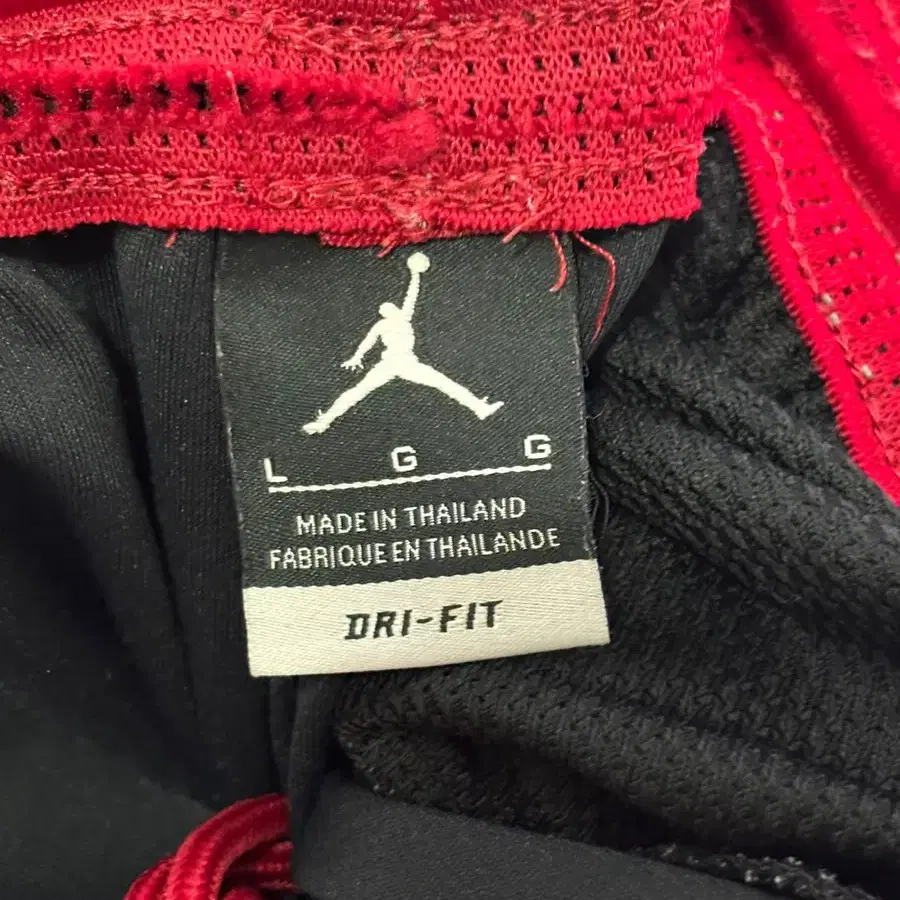 L G G
MADE IN THAILAND
FABRIQUE EN THAILANDE
DRI-FIT